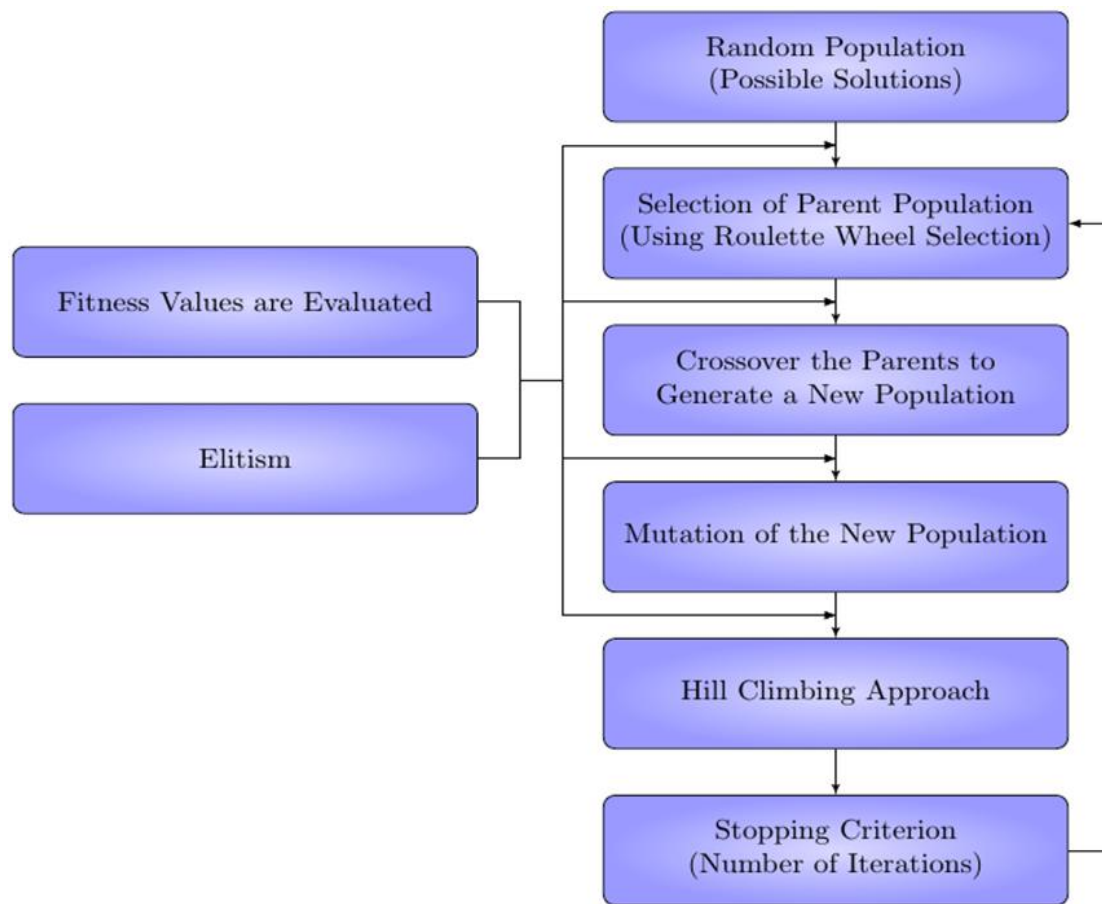 Random Population
(Possible Solutions)
Selection of Parent Population
(Using Roulette Wheel Selection)
Fitness Values are Evaluated
Crossover the Parents to
Generate a New Population
Elitism
Mutation of the New Population
Hill Climbing Approach
Stopping Criterion
(Number of Iterations)